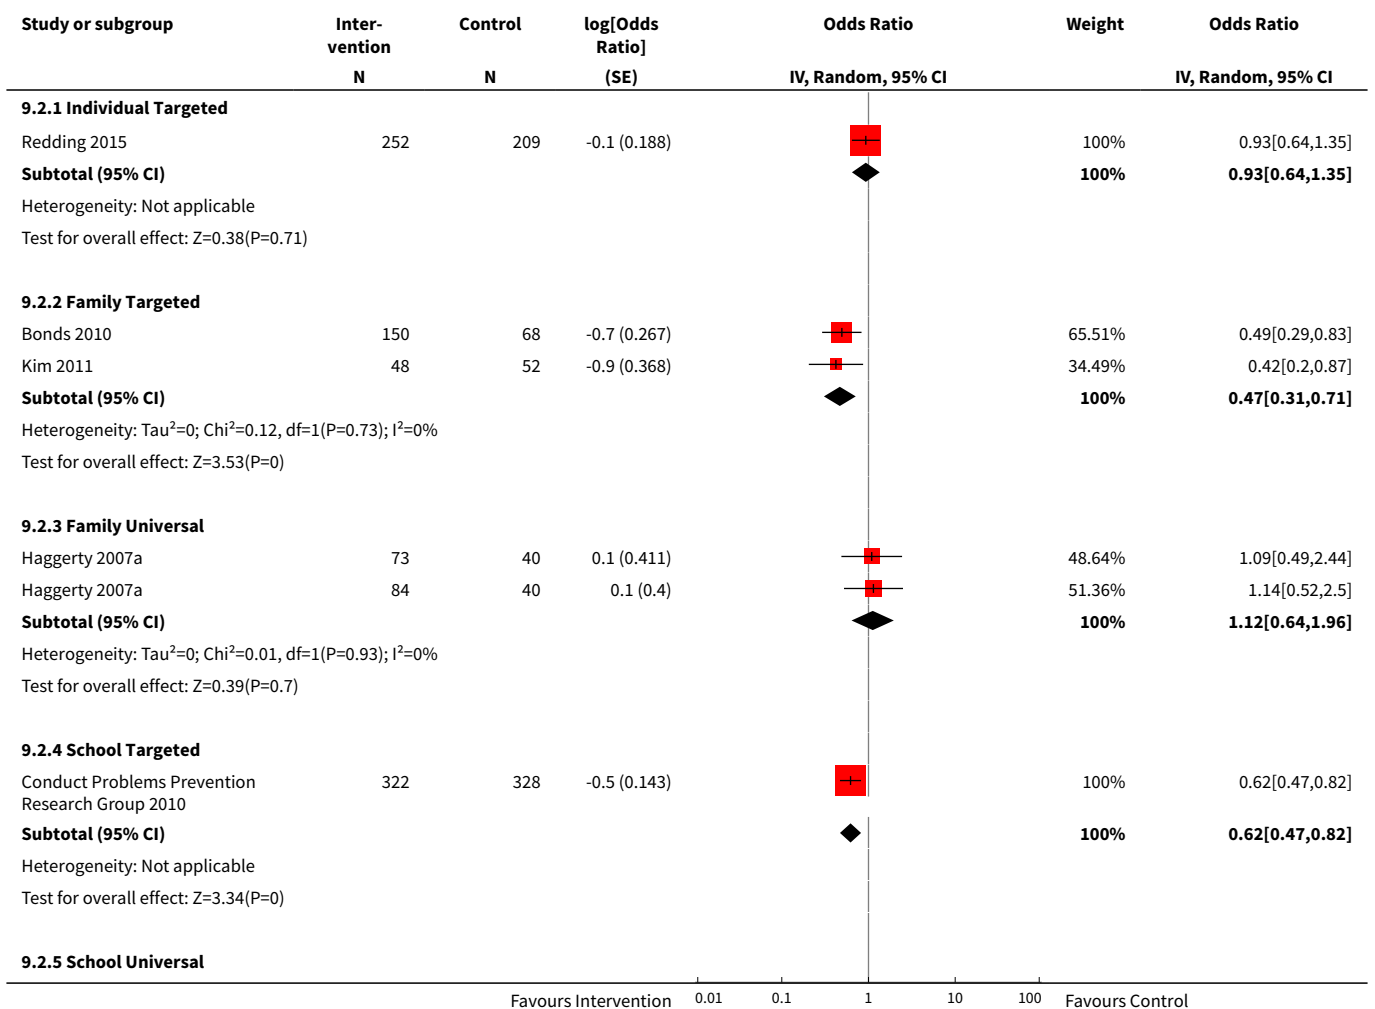 Study or subgroup Inter- Control log[Odds Odds Ratio Weight Odds Ratio
vention Ratio]
N N (SE) IV, Random, 95% CI IV, Random, 95% CI
9.2.1 Individual Targeted
Redding 2015 252 209 -0.1 (0.188) 100% 0.93[0.64,1.35]
Subtotal (95% CI) 100% 0.93[0.64,1.35]
Heterogeneity: Not applicable
Test for overall effect: Z=0.38(P=0.71)
9.2.2 Family Targeted
Bonds 2010 150 68 -0.7 (0.267) 65.51% 0.49[0.29,0.83]
Kim 2011 48 52 -0.9 (0.368) 34.49% 0.42[0.2,0.87]
Subtotal (95% CI) 100% 0.47[0.31,0.71]
Heterogeneity: Tau²=0; Chi²=0.12, df=1(P=0.73); I²=0%
Test for overall effect: Z=3.53(P=0)
9.2.3 Family Universal
Haggerty 2007a 73 40 0.1 (0.411) 48.64% 1.09[0.49,2.44]
Haggerty 2007a 84 40 0.1 (0.4) 51.36% 1.14[0.52,2.5]
Subtotal (95% CI) 100% 1.12[0.64,1.96]
Heterogeneity: Tau²=0; Chi²=0.01, df=1(P=0.93); I²=0%
Test for overall effect: Z=0.39(P=0.7)
9.2.4 School Targeted
Conduct Problems Prevention 322 328 -0.5 (0.143) 100% 0.62[0.47,0.82]
Research Group 2010
Subtotal (95% CI) 100% 0.62[0.47,0.82]
Heterogeneity: Not applicable
Test for overall effect: Z=3.34(P=0)
9.2.5 School Universal
Favours Intervention 0.01 0.1 1 10 100 Favours Control